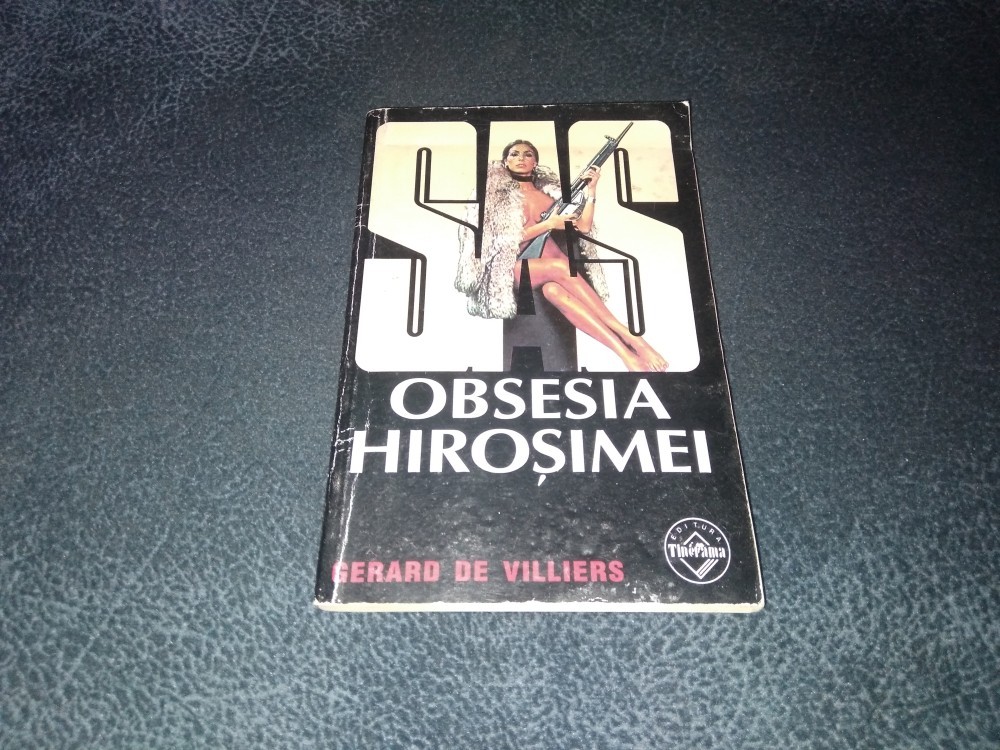 SAS
OBSESIA
HIROȘIMEI
GERARD DE VILLIERS
EDITURA
Tinerama